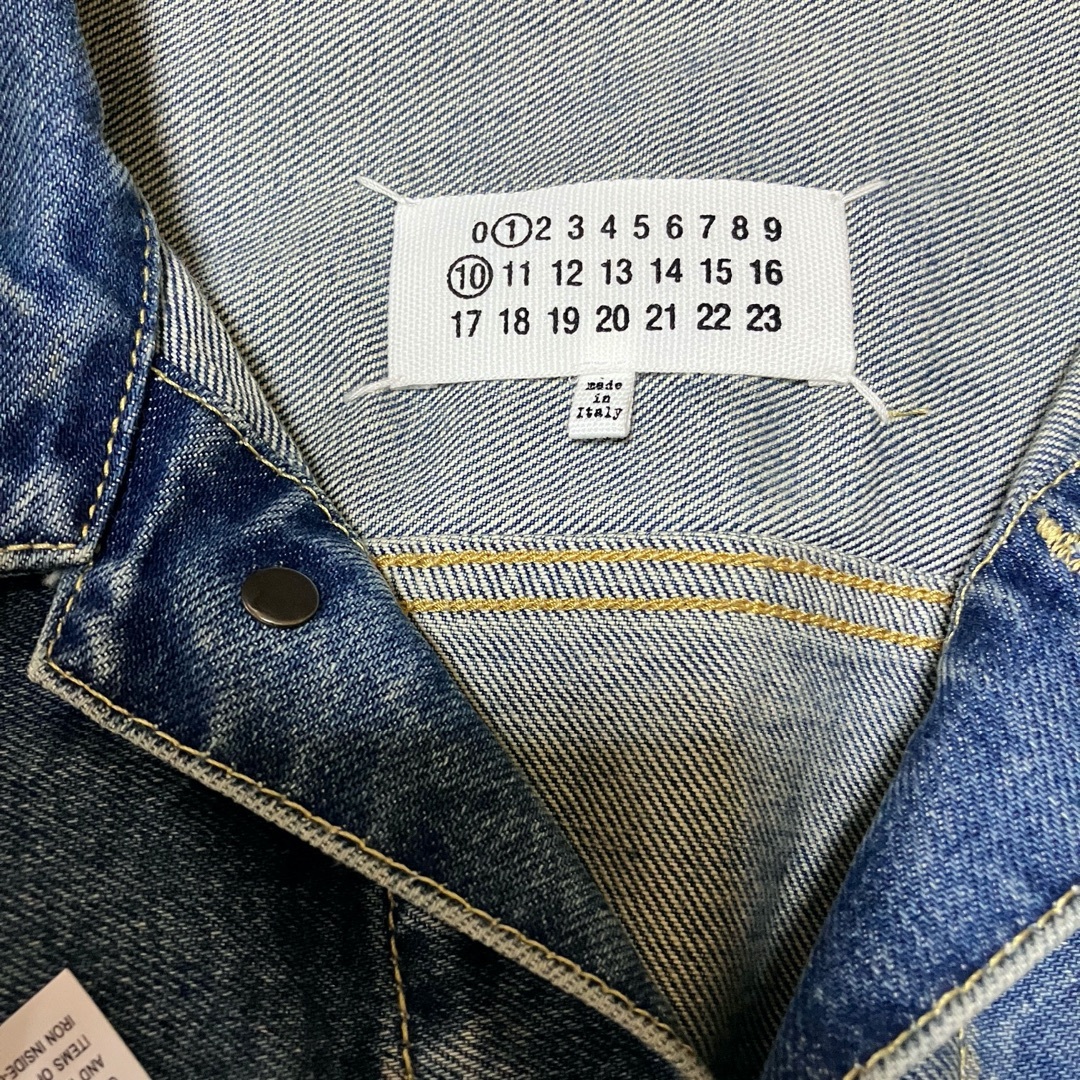 0 1 2 3 4 5 6 7 8 9
10 11 12 13 14 15 16
17 18 19 20 21 22 23
made
in
Italy
AND
ITEMS OF
IRON INSIDE-